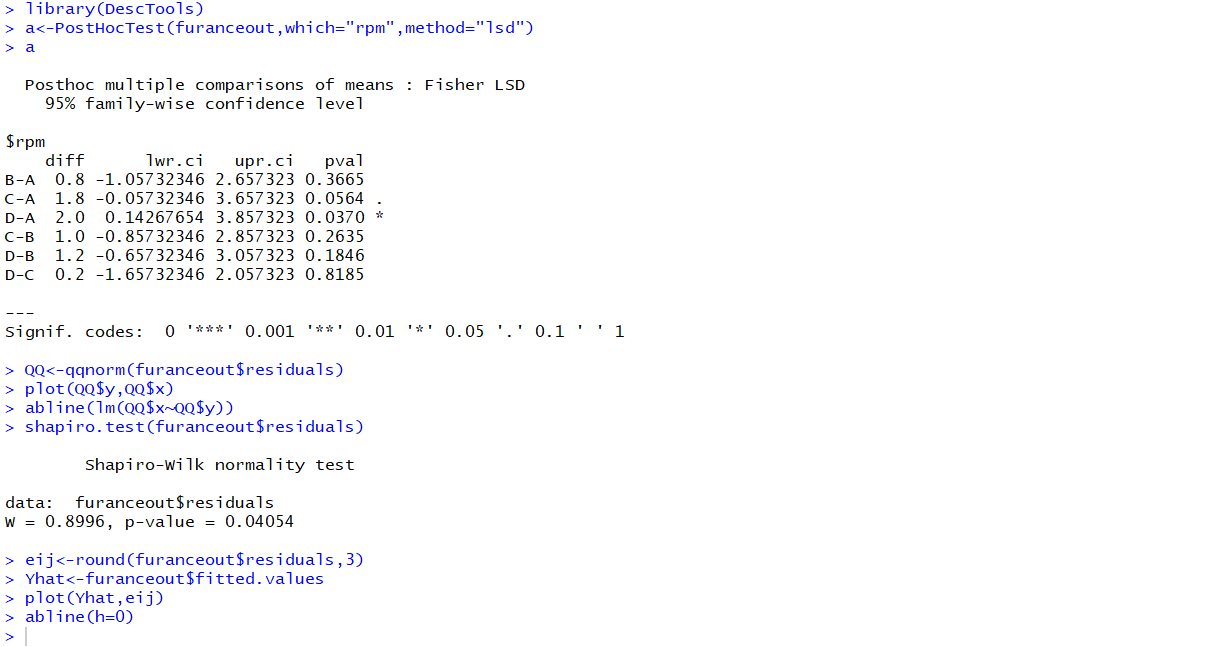 > library(DescTools)
> a<-PostHocTest(furanceout,which="rpm",method="lsd")
> a
Posthoc multiple comparisons of means : Fisher LSD
95% family-wise confidence level
$rpm
diff lwr.ci upr.ci pval
B-A 0.8 -1.05732346 2.657323 0.3665
C-A 1.8 -0.05732346 3.657323 0.0564 .
D-A 2.0 0.14267654 3.857323 0.0370 *
C-B 1.0 -0.85732346 2.857323 0.2635
D-B 1.2 -0.65732346 3.057323 0.1846
D-C 0.2 -1.65732346 2.057323 0.8185
---
Signif. codes: 0 '***' 0.001 '**' 0.01 '*' 0.05 '.' 0.1 ' ' 1
> QQ<-qqnorm(furanceout$residuals)
> plot(QQ$y,QQ$x)
> abline(lm(QQ$x~QQ$y))
> shapiro.test(furanceout$residuals)
Shapiro-Wilk normality test
data: furanceout$residuals
W = 0.8996, p-value = 0.04054
> eij<-round(furanceout$residuals,3)
> Yhat<-furanceout$fitted.values
> plot(Yhat,eij)
> abline(h=0)
>